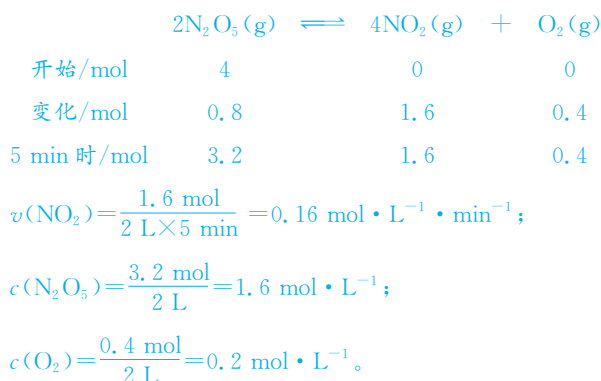 2N₂O₅(g) ⇌ 4NO₂(g) + O₂(g)
开始/mol 4 0 0
变化/mol 0.8 1.6 0.4
5 min 时/mol 3.2 1.6 0.4
v(NO₂)=1.6 mol/2 L×5 min=0.16 mol·L⁻¹·min⁻¹；
c(N₂O₅)=3.2 mol/2 L=1.6 mol·L⁻¹；
c(O₂)=0.4 mol/2 L=0.2 mol·L⁻¹。